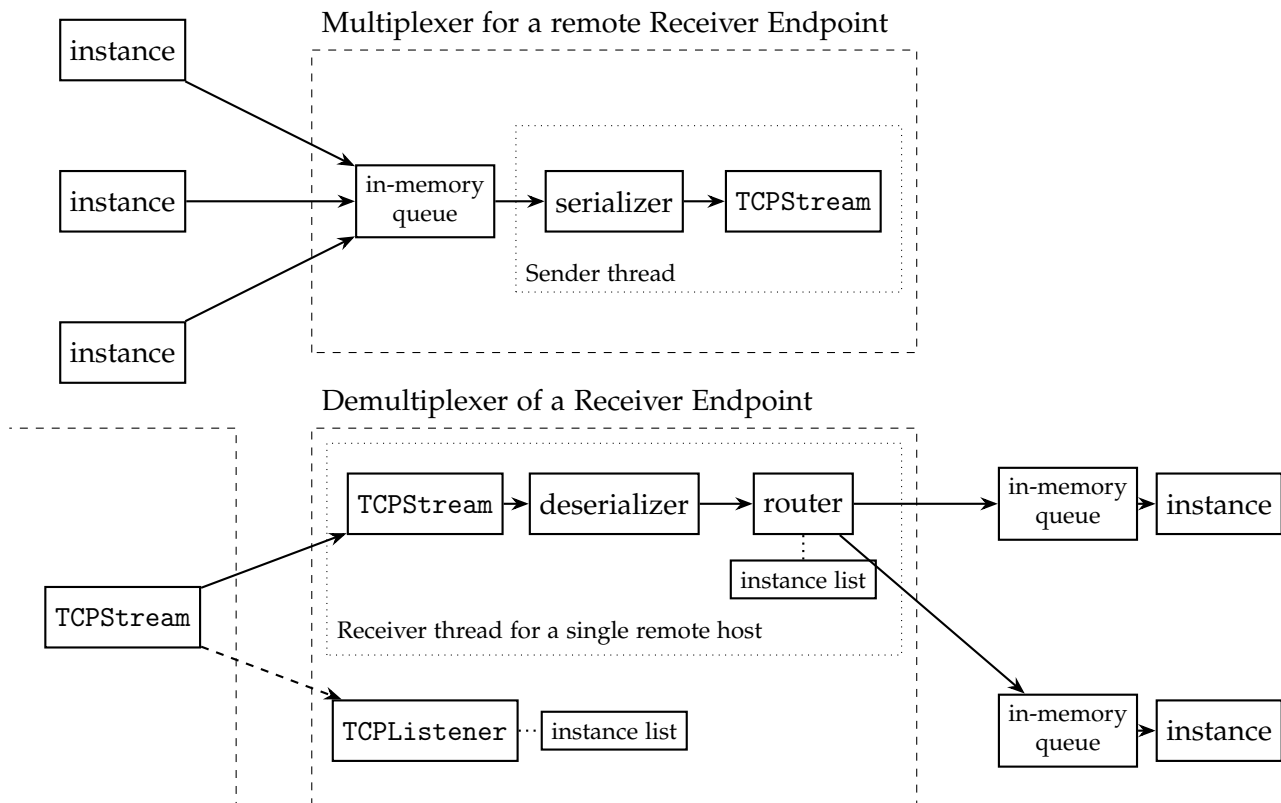 Multiplexer for a remote Receiver Endpoint
instance
instance
in-memory
queue
serializer
TCPStream
Sender thread
instance
Demultiplexer of a Receiver Endpoint
TCPStream
deserializer
router
in-memory
queue
instance
instance list
TCPStream
Receiver thread for a single remote host
TCPListener
instance list
in-memory
queue
instance